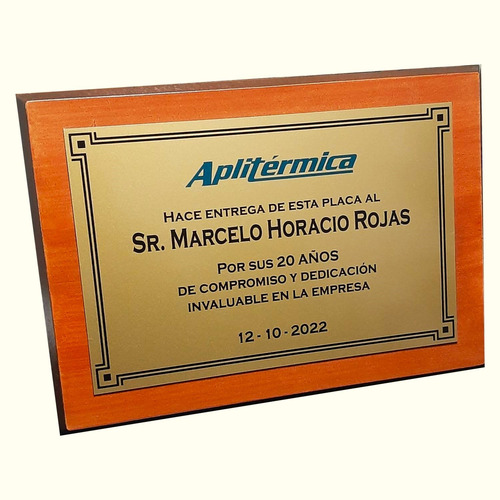 Aplitérmica
HACE ENTREGA DE ESTA PLACA AL
SR. MARCELO HORACIO ROJAS
POR SUS 20 AÑOS
DE COMPROMISO Y DEDICACIÓN
INVALUABLE EN LA EMPRESA
12-10-2022